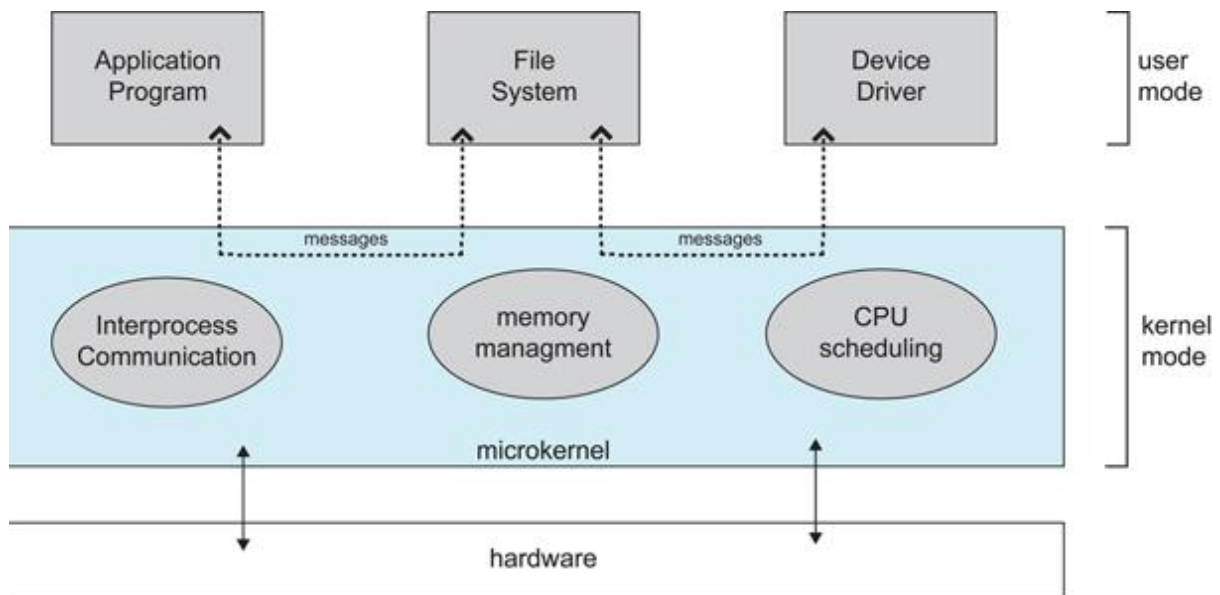 Application
Program
File
System
Device
Driver
user
mode
messages
messages
Interprocess
Communication
memory
managment
CPU
scheduling
kernel
mode
microkernel
hardware